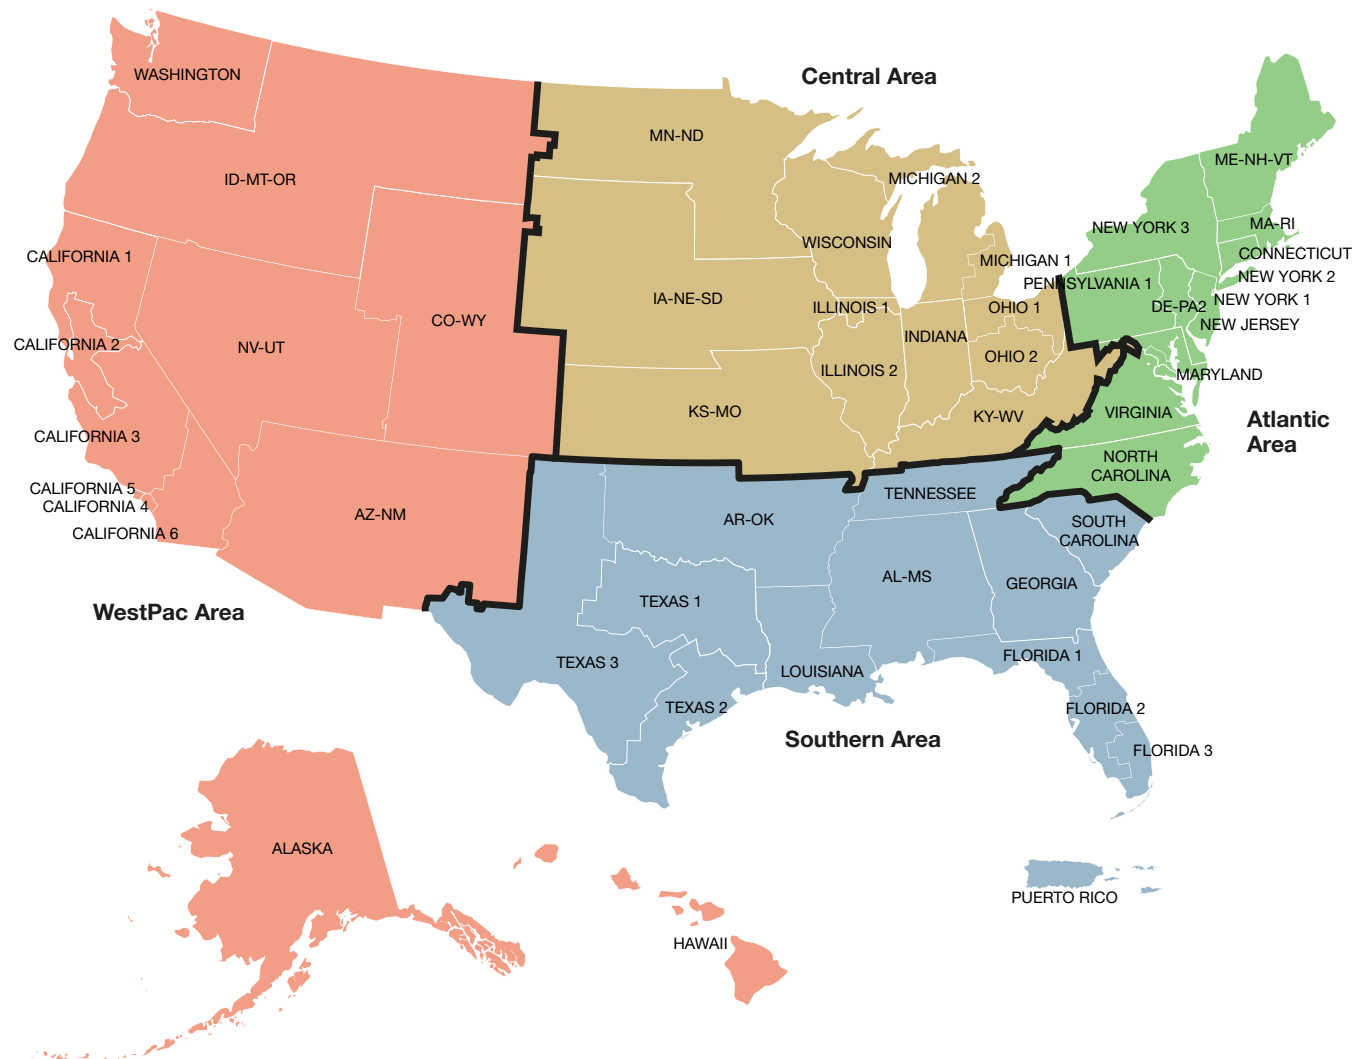 Central Area
WASHINGTON
MN-ND
ME-NH-VT
ID-MT-OR
MICHIGAN 2
NEW YORK 3
MA-RI
CALIFORNIA 1
WISCONSIN
MICHIGAN 1
CONNECTICUT
PENNSYLVANIA 1
NEW YORK 2
IA-NE-SD
ILLINOIS 1
OHIO 1
DE-PA2
NEW YORK 1
CO-WY
NEW JERSEY
CALIFORNIA 2
NV-UT
INDIANA
OHIO 2
ILLINOIS 2
MARYLAND
KS-MO
KY-WV
VIRGINIA
Atlantic
Area
CALIFORNIA 3
NORTH
CAROLINA
CALIFORNIA 5
CALIFORNIA 4
TENNESSEE
AZ-NM
AR-OK
SOUTH
CAROLINA
CALIFORNIA 6
AL-MS
GEORGIA
WestPac Area
TEXAS 1
FLORIDA 1
TEXAS 3
LOUISIANA
TEXAS 2
FLORIDA 2
Southern Area
FLORIDA 3
ALASKA
PUERTO RICO
HAWAII